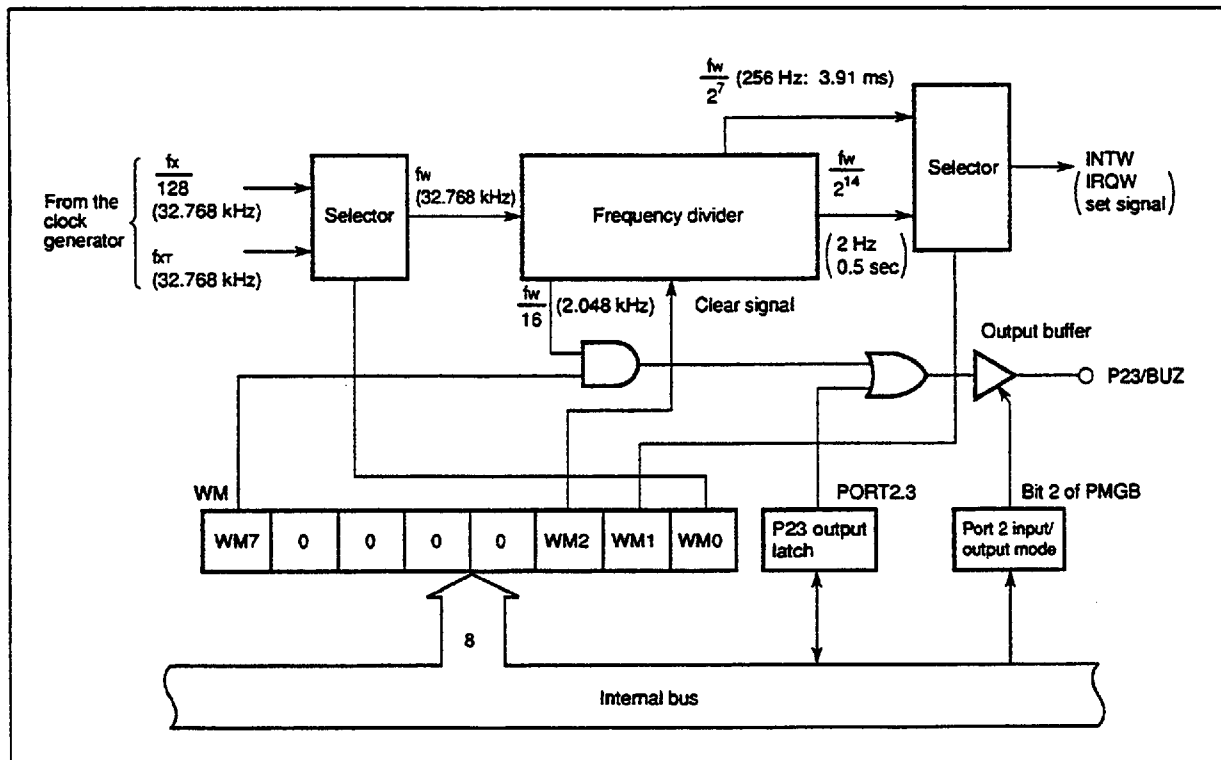 fw
2^7 (256 Hz: 3.91 ms)
From the
clock
generator
fx
128
(32.768 kHz)
fXT
(32.768 kHz)
Selector
fw
(32.768 kHz)
Frequency divider
fw
2^14
(2 Hz
0.5 sec)
Selector
INTW
(IRQW
set signal)
fw
16
(2.048 kHz)
Clear signal
Output buffer
P23/BUZ
WM
WM7 0 0 0 0 WM2 WM1 WM0
PORT2.3
P23 output
latch
Bit 2 of PMGB
Port 2 input/
output mode
8
Internal bus